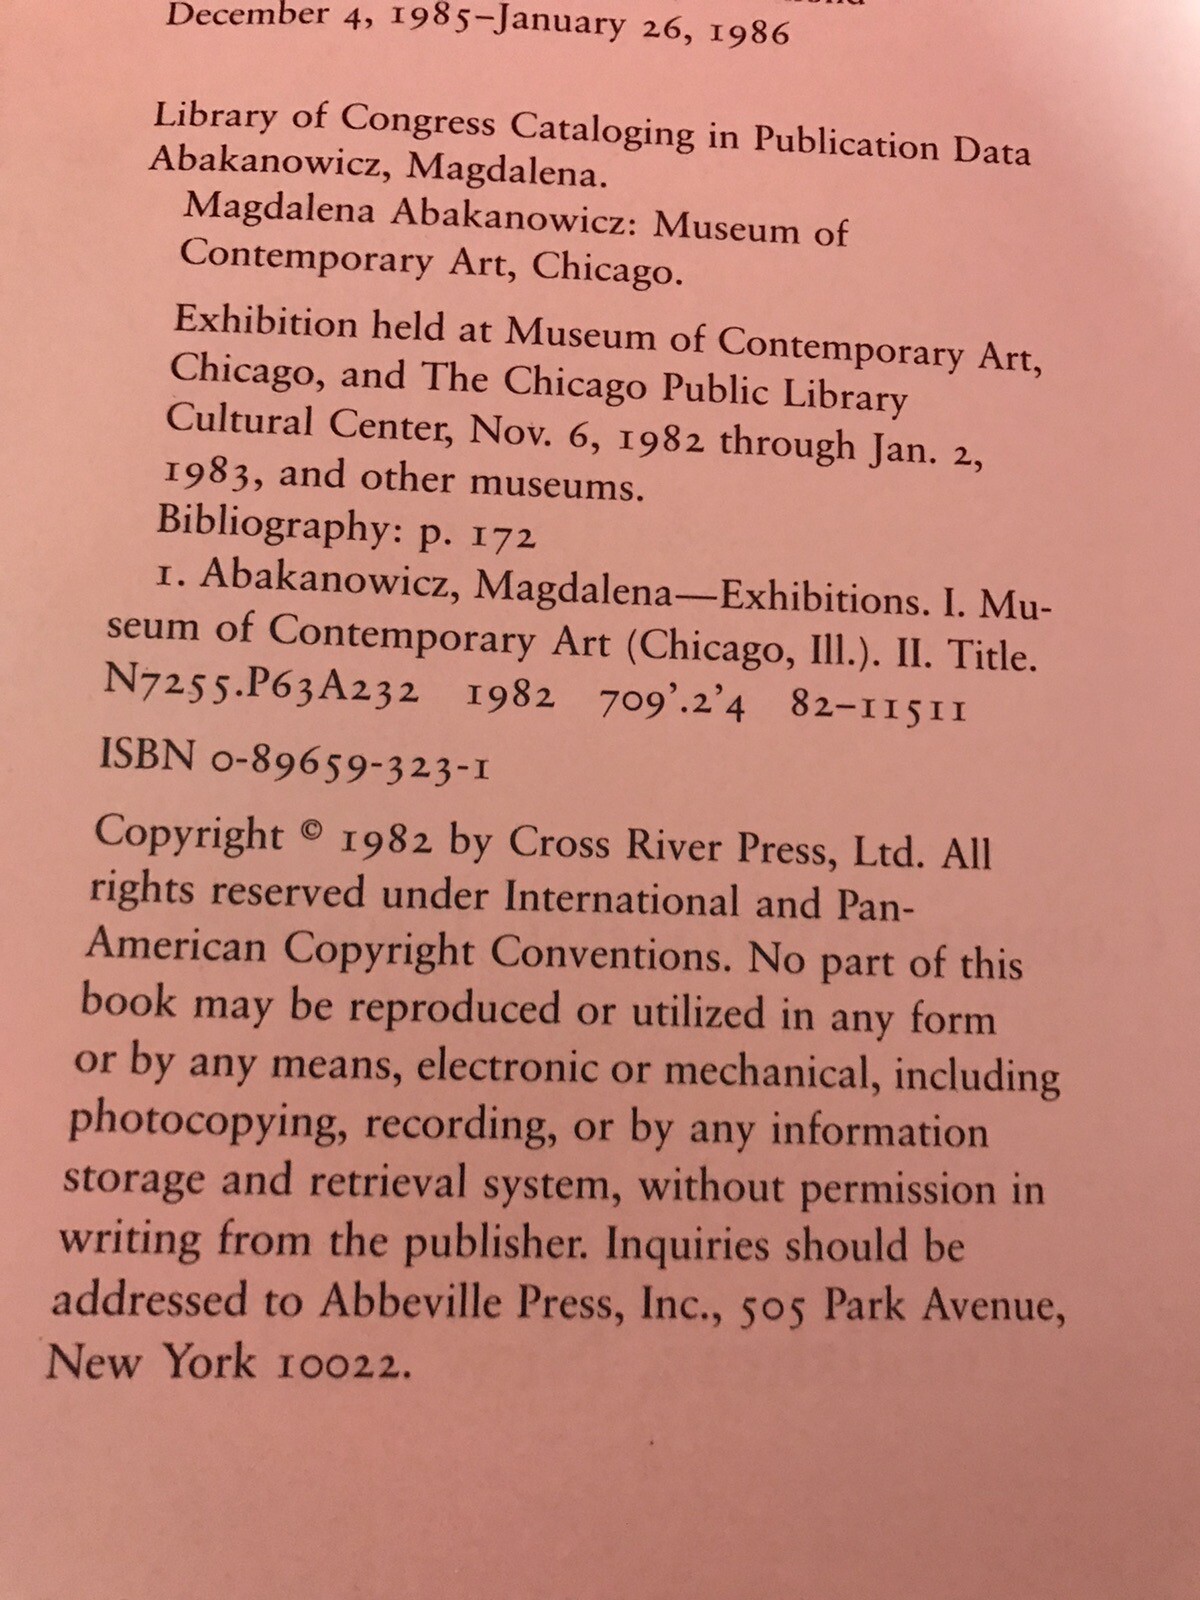 December 4, 1985–January 26, 1986
Library of Congress Cataloging in Publication Data
Abakanowicz, Magdalena.
Magdalena Abakanowicz: Museum of
Contemporary Art, Chicago.
Exhibition held at Museum of Contemporary Art,
Chicago, and The Chicago Public Library
Cultural Center, Nov. 6, 1982 through Jan. 2,
1983, and other museums.
Bibliography: p. 172
1. Abakanowicz, Magdalena—Exhibitions. I. Mu-
seum of Contemporary Art (Chicago, Ill.). II. Title.
N7255.P63A232 1982 709'.2'4 82–11511
ISBN 0-89659-323-1
Copyright © 1982 by Cross River Press, Ltd. All
rights reserved under International and Pan-
American Copyright Conventions. No part of this
book may be reproduced or utilized in any form
or by any means, electronic or mechanical, including
photocopying, recording, or by any information
storage and retrieval system, without permission in
writing from the publisher. Inquiries should be
addressed to Abbeville Press, Inc., 505 Park Avenue,
New York 10022.